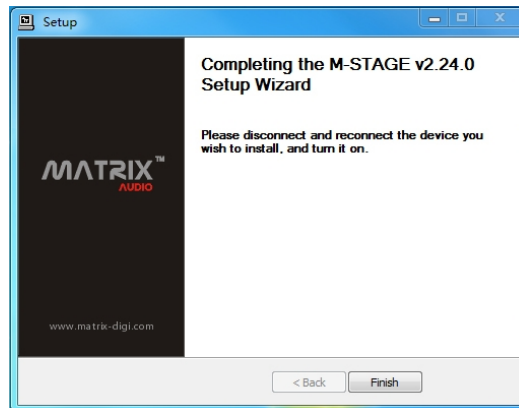 Setup
Completing the M-STAGE v2.24.0
Setup Wizard
Please disconnect and reconnect the device you
wish to install, and turn it on.
MATRIX™
AUDIO
www.matrix-digi.com
< Back
Finish